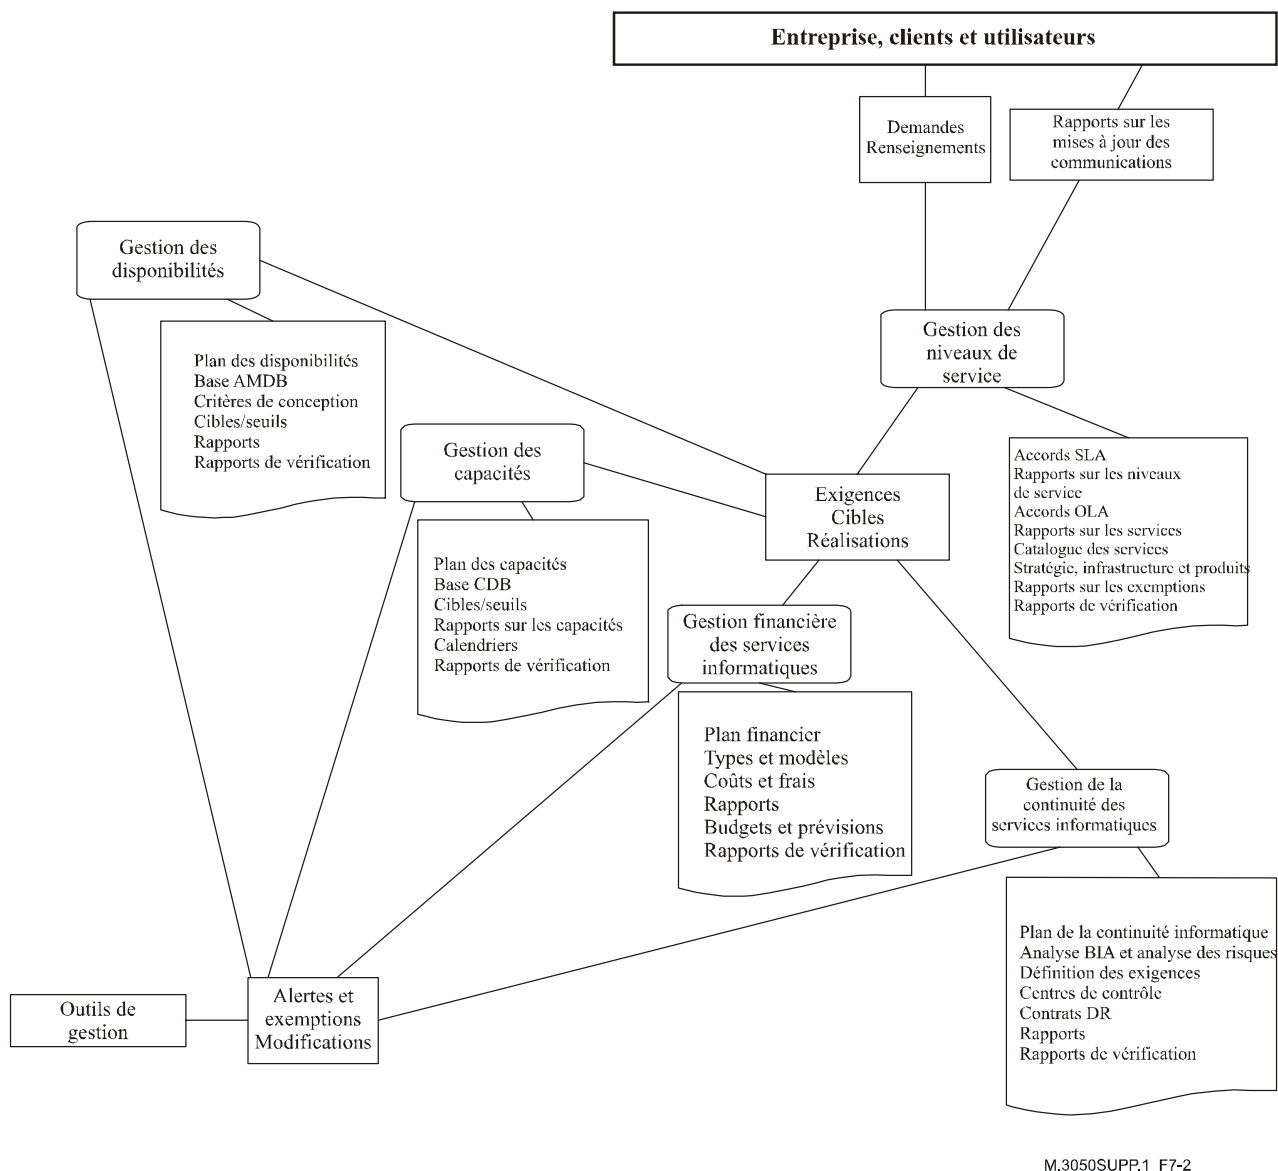 Entreprise, clients et utilisateurs
Demandes
Renseignements
Rapports sur les
mises à jour des
communications
Gestion des
disponibilités
Plan des disponibilités
Base AMDB
Critères de conception
Cibles/seuils
Rapports
Rapports de vérification
Gestion des
niveaux de
service
Gestion des
capacités
Accords SLA
Rapports sur les niveaux
de service
Accords OLA
Rapports sur les services
Catalogue des services
Stratégie, infrastructure et produits
Rapports sur les exemptions
Rapports de vérification
Exigences
Cibles
Réalisations
Plan des capacités
Base CDB
Cibles/seuils
Rapports sur les capacités
Calendriers
Rapports de vérification
Gestion financière
des services
informatiques
Plan financier
Types et modèles
Coûts et frais
Rapports
Budgets et prévisions
Rapports de vérification
Gestion de la
continuité des
services informatiques
Plan de la continuité informatique
Analyse BIA et analyse des risques
Définition des exigences
Centres de contrôle
Contrats DR
Rapports
Rapports de vérification
Outils de
gestion
Alertes et
exemptions
Modifications
M.3050SUPP.1_F7-2